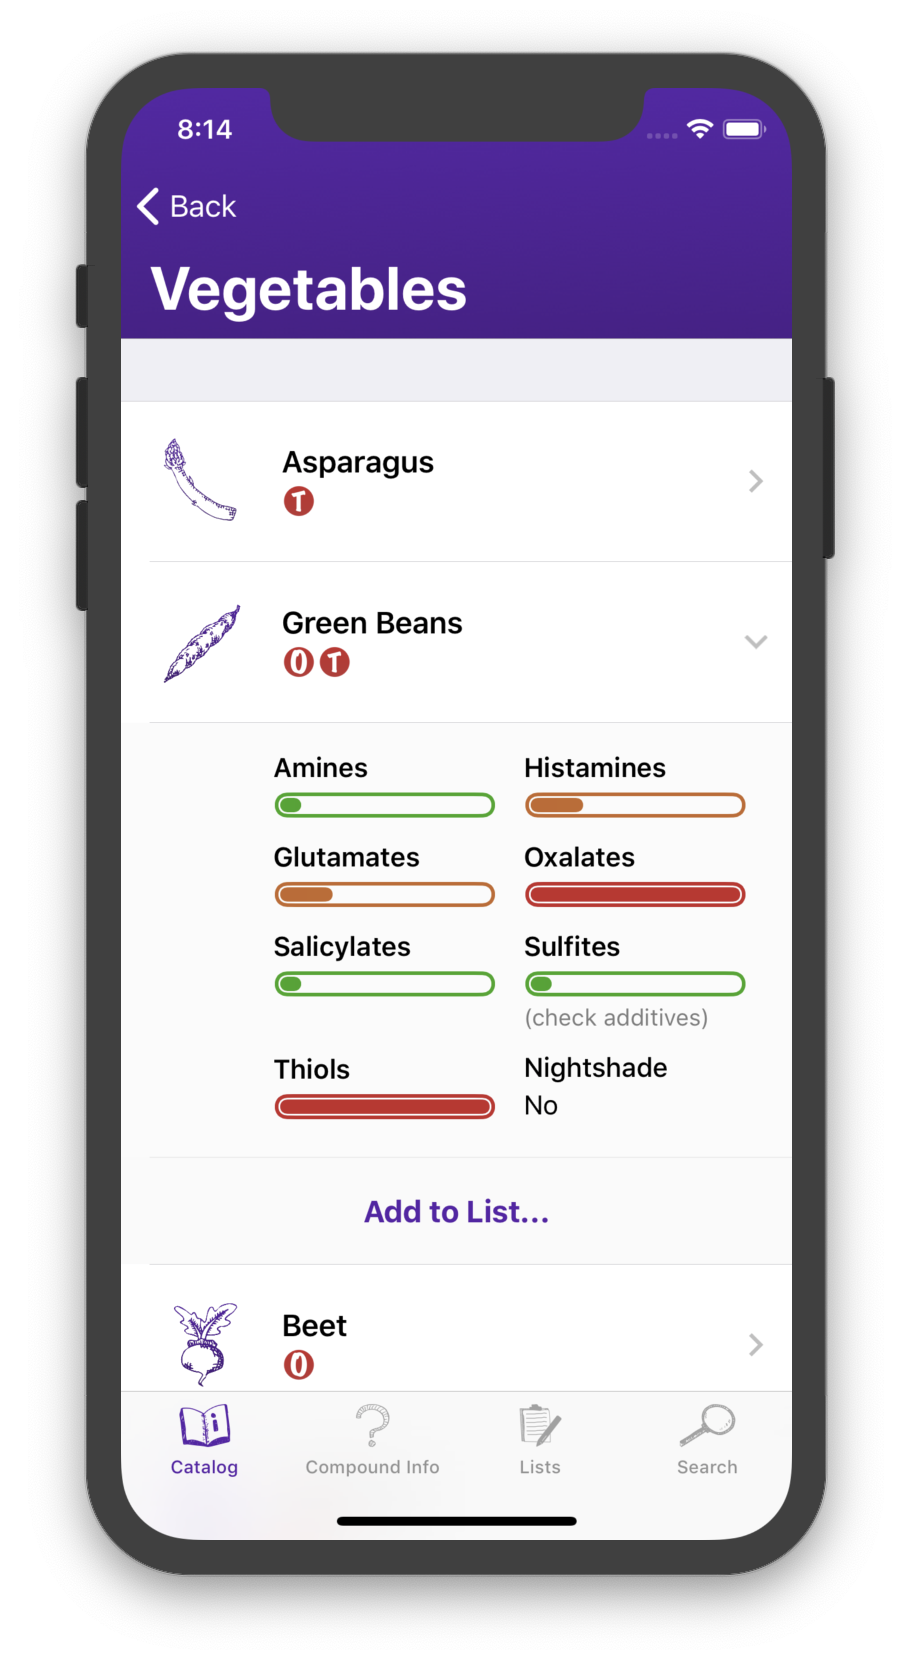 8:14
Back
Vegetables
Asparagus
T
Green Beans
O T
Amines Histamines
Glutamates Oxalates
Salicylates Sulfites
(check additives)
Thiols Nightshade
No
Add to List...
Beet
O
Catalog Compound Info Lists Search